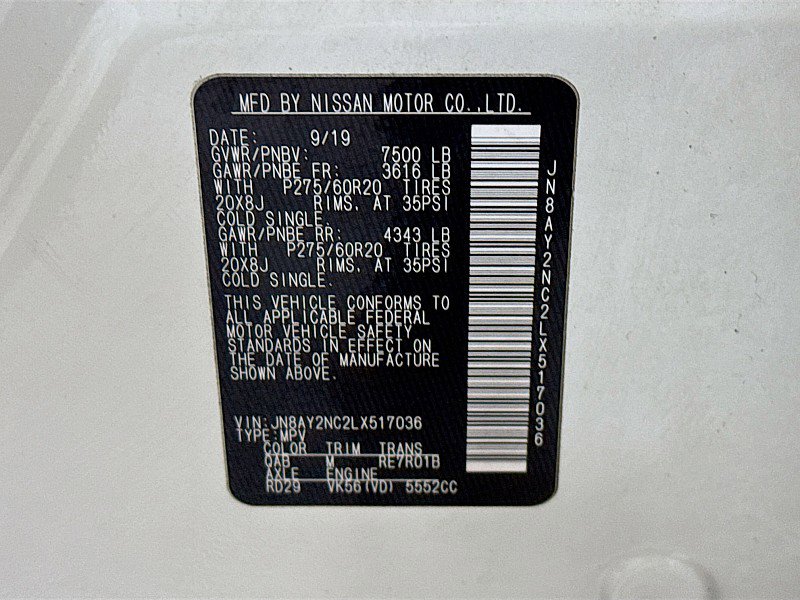 MFD BY NISSAN MOTOR CO.,LTD.
DATE: 9/19
GVWR/PNBV: 7500 LB
GAWR/PNBE FR: 3616 LB
WITH P275/60R20 TIRES
20X8J RIMS. AT 35PSI
COLD SINGLE.
GAWR/PNBE RR: 4343 LB
WITH P275/60R20 TIRES
20X8J RIMS. AT 35PSI
COLD SINGLE.
THIS VEHICLE CONFORMS TO
ALL APPLICABLE FEDERAL
MOTOR VEHICLE SAFETY
STANDARDS IN EFFECT ON
THE DATE OF MANUFACTURE
SHOWN ABOVE.
VIN:JN8AY2NC2LX517036
TYPE:MPV
COLOR TRIM TRANS
QAB M RE7R01B
AXLE ENGINE
RD29 VK56(VD) 5552CC
JN8AY2NC2LX517036